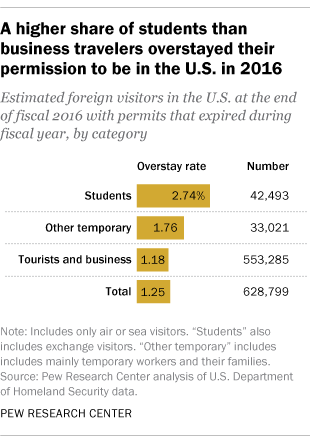 A higher share of students than
business travelers overstayed their
permission to be in the U.S. in 2016
Estimated foreign visitors in the U.S. at the end
of fiscal 2016 with permits that expired during
fiscal year, by category
Overstay rate Number
Students 2.74% 42,493
Other temporary 1.76 33,021
Tourists and business 1.18 553,285
Total 1.25 628,799
Note: Includes only air or sea visitors. “Students” also
includes exchange visitors. “Other temporary” includes
includes mainly temporary workers and their families.
Source: Pew Research Center analysis of U.S. Department
of Homeland Security data.
PEW RESEARCH CENTER